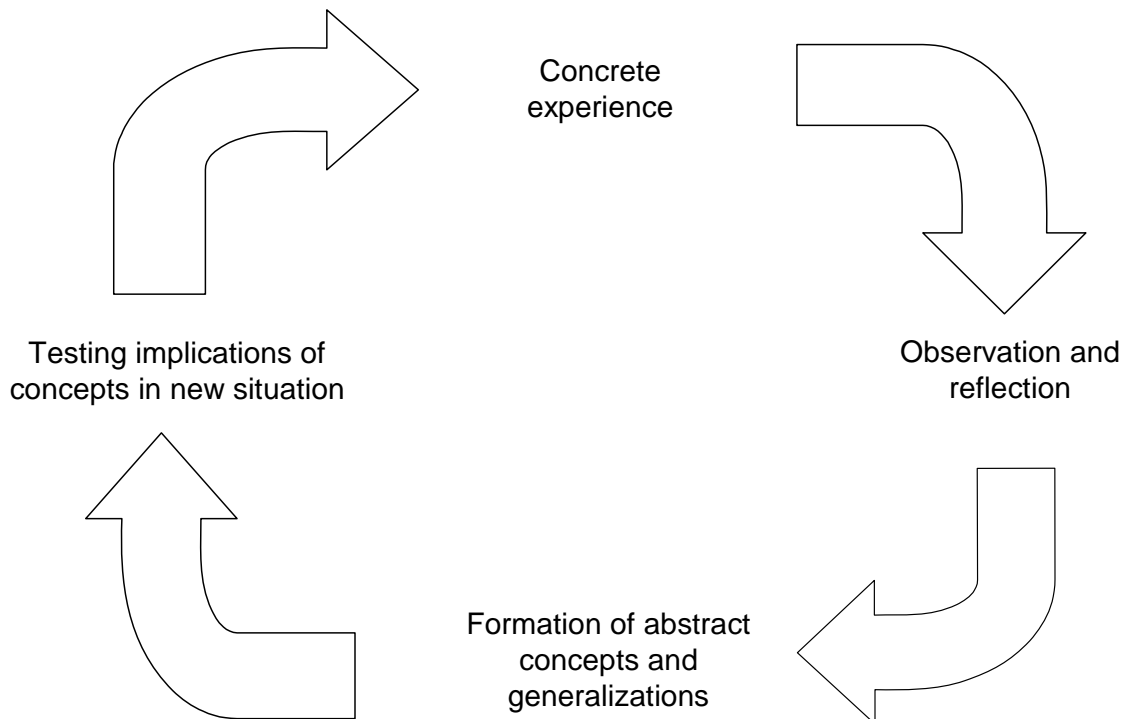 Concrete
experience
Testing implications of
concepts in new situation
Observation and
reflection
Formation of abstract
concepts and
generalizations